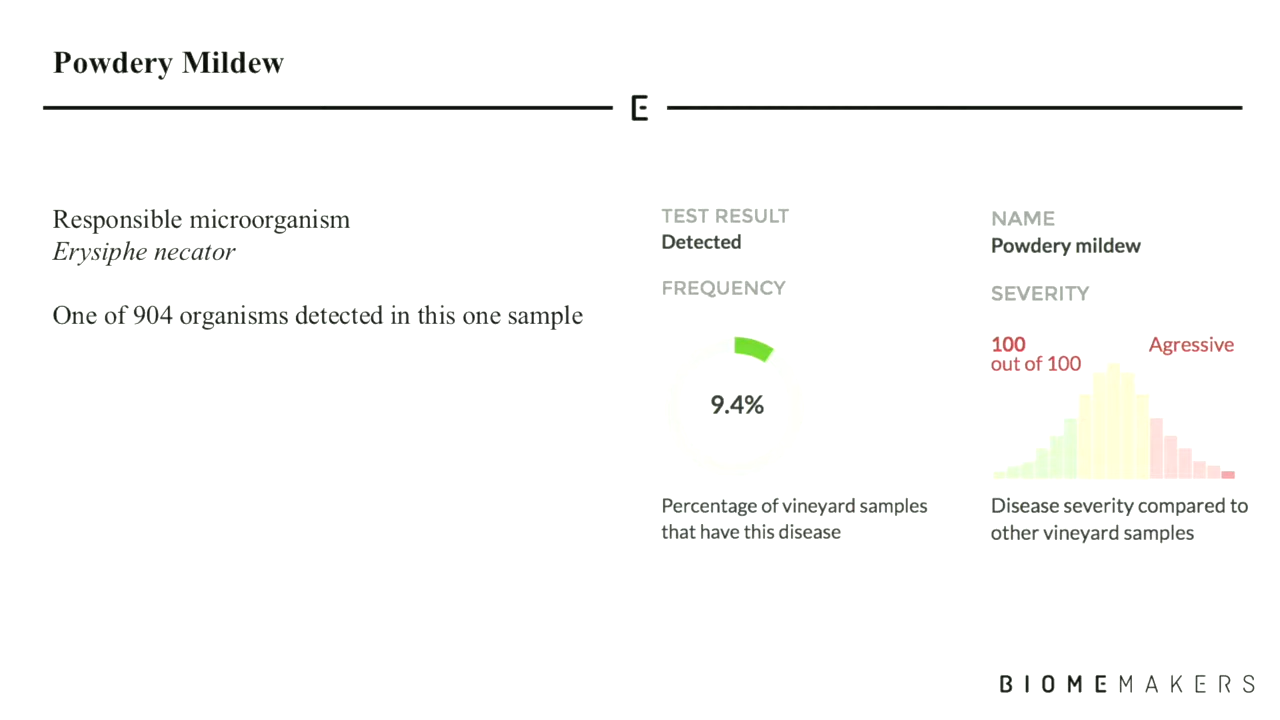 Powdery Mildew
E
Responsible microorganism
Erysiphe necator
One of 904 organisms detected in this one sample
TEST RESULT
Detected
FREQUENCY
9.4%
Percentage of vineyard samples
that have this disease
NAME
Powdery mildew
SEVERITY
100
out of 100
Agressive
Disease severity compared to
other vineyard samples
BIOMEMAKERS